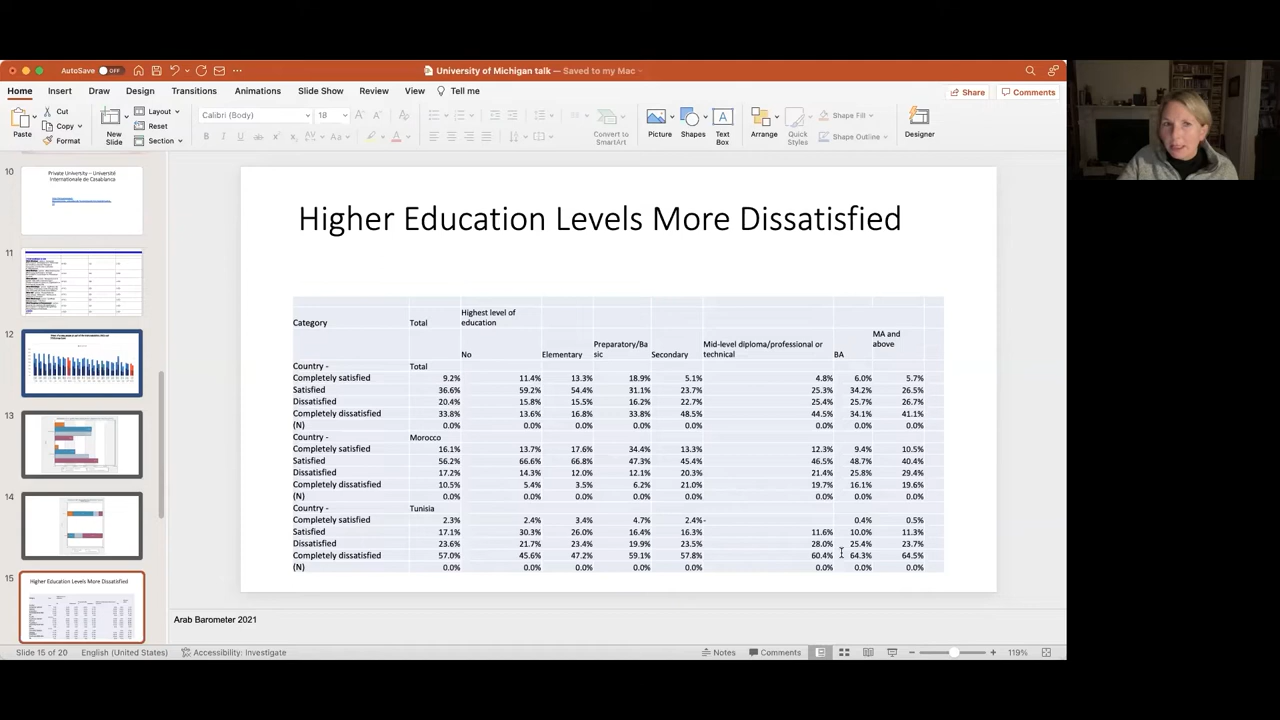 AutoSave OFF
University of Michigan talk — Saved to my Mac
Home Insert Draw Design Transitions Animations Slide Show Review View Tell me
Share Comments
Paste
Cut
Copy
Format
New Slide
Layout
Reset
Section
Calibri (Body) 18
Convert to SmartArt
Picture
Shapes
Text Box
Arrange
Quick Styles
Shape Fill
Shape Outline
Designer
10
Private University – Université
Internationale de Casablanca
11
12
13
14
15
Higher Education Levels More Dissatisfied
Higher Education Levels More Dissatisfied
Category Total Highest level of education
No Elementary Preparatory/Basic Secondary Mid-level diploma/professional or technical BA MA and above
Country - Total
Completely satisfied 9.2% 11.4% 13.3% 18.9% 5.1% 4.8% 6.0% 5.7%
Satisfied 36.6% 59.2% 54.4% 31.1% 23.7% 25.3% 34.2% 26.5%
Dissatisfied 20.4% 15.8% 15.5% 16.2% 22.7% 25.4% 25.7% 26.7%
Completely dissatisfied 33.8% 13.6% 16.8% 33.8% 48.5% 44.5% 34.1% 41.1%
(N) 0.0% 0.0% 0.0% 0.0% 0.0% 0.0% 0.0% 0.0%
Country - Morocco
Completely satisfied 16.1% 13.7% 17.6% 34.4% 13.3% 12.3% 9.4% 10.5%
Satisfied 56.2% 66.6% 66.8% 47.3% 45.4% 46.5% 48.7% 40.4%
Dissatisfied 17.2% 14.3% 12.0% 12.1% 20.3% 21.4% 25.8% 29.4%
Completely dissatisfied 10.5% 5.4% 3.5% 6.2% 21.0% 19.7% 16.1% 19.6%
(N) 0.0% 0.0% 0.0% 0.0% 0.0% 0.0% 0.0% 0.0%
Country - Tunisia
Completely satisfied 2.3% 2.4% 3.4% 4.7% 2.4% - 0.4% 0.5%
Satisfied 17.1% 30.3% 26.0% 16.4% 16.3% 11.6% 10.0% 11.3%
Dissatisfied 23.6% 21.7% 23.4% 19.9% 23.5% 28.0% 25.4% 23.7%
Completely dissatisfied 57.0% 45.6% 47.2% 59.1% 57.8% 60.4% 64.3% 64.5%
(N) 0.0% 0.0% 0.0% 0.0% 0.0% 0.0% 0.0% 0.0%
Arab Barometer 2021
Slide 15 of 20 English (United States) Accessibility: Investigate Notes Comments 119%